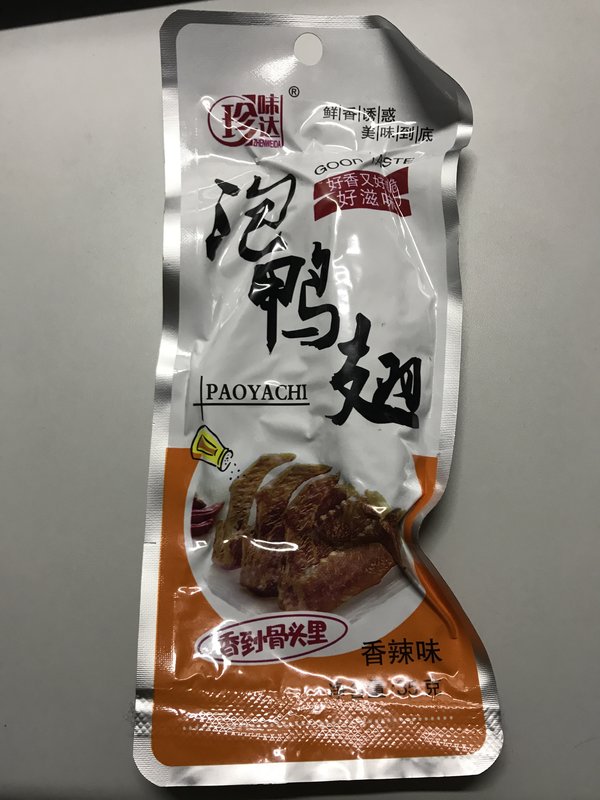 珍味达®
ZHENWEIDA
鲜香诱惑
美味到底
GOOD TASTE
好香又好
好滋味
泡鸭翅
PAOYACHI
香到骨头里
香辣味